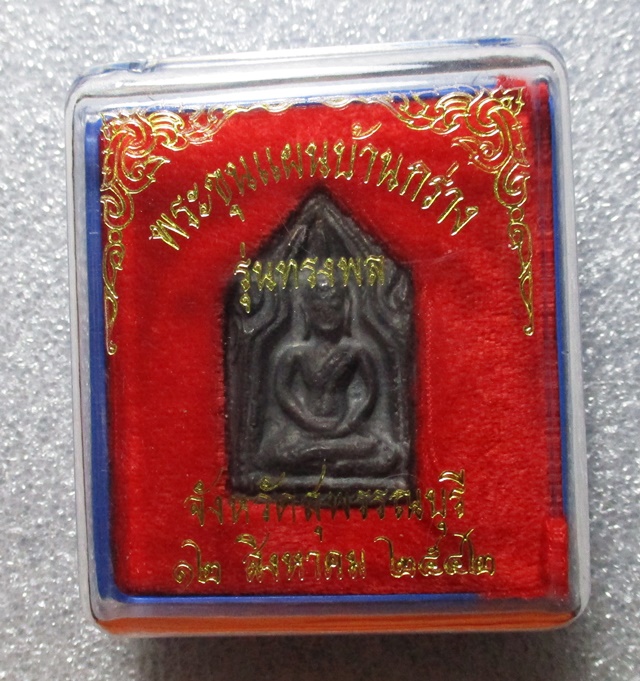 พระขุนแผนบ้านกร่าง
รุ่นทรงพล
จังหวัดสุพรรณบุรี
๑๒ สิงหาคม ๒๕๔๒